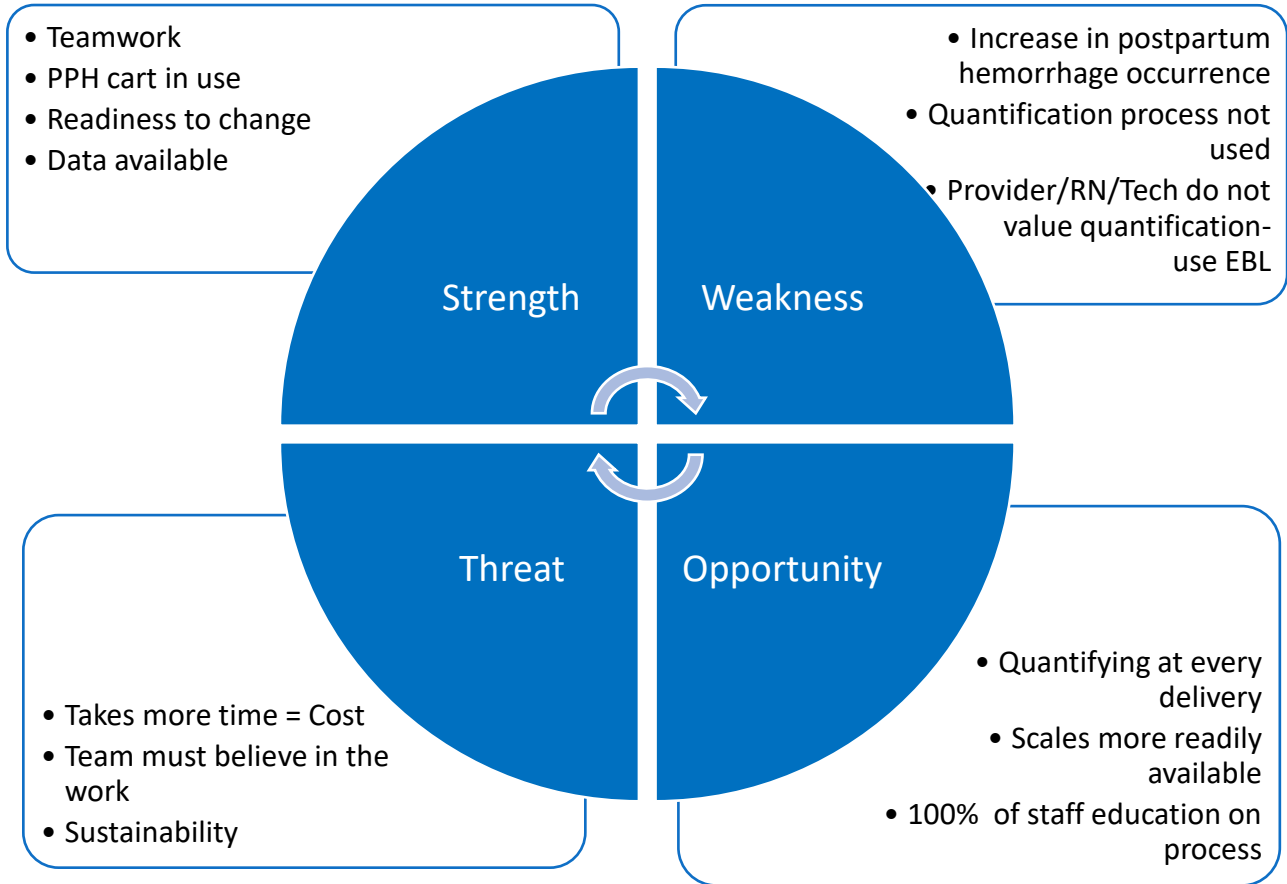 • Teamwork
• PPH cart in use
• Readiness to change
• Data available
• Increase in postpartum
hemorrhage occurrence
• Quantification process not
used
• Provider/RN/Tech do not
value quantification-
use EBL
Strength
Weakness
Threat
Opportunity
• Takes more time = Cost
• Team must believe in the
work
• Sustainability
• Quantifying at every
delivery
• Scales more readily
available
• 100% of staff education on
process